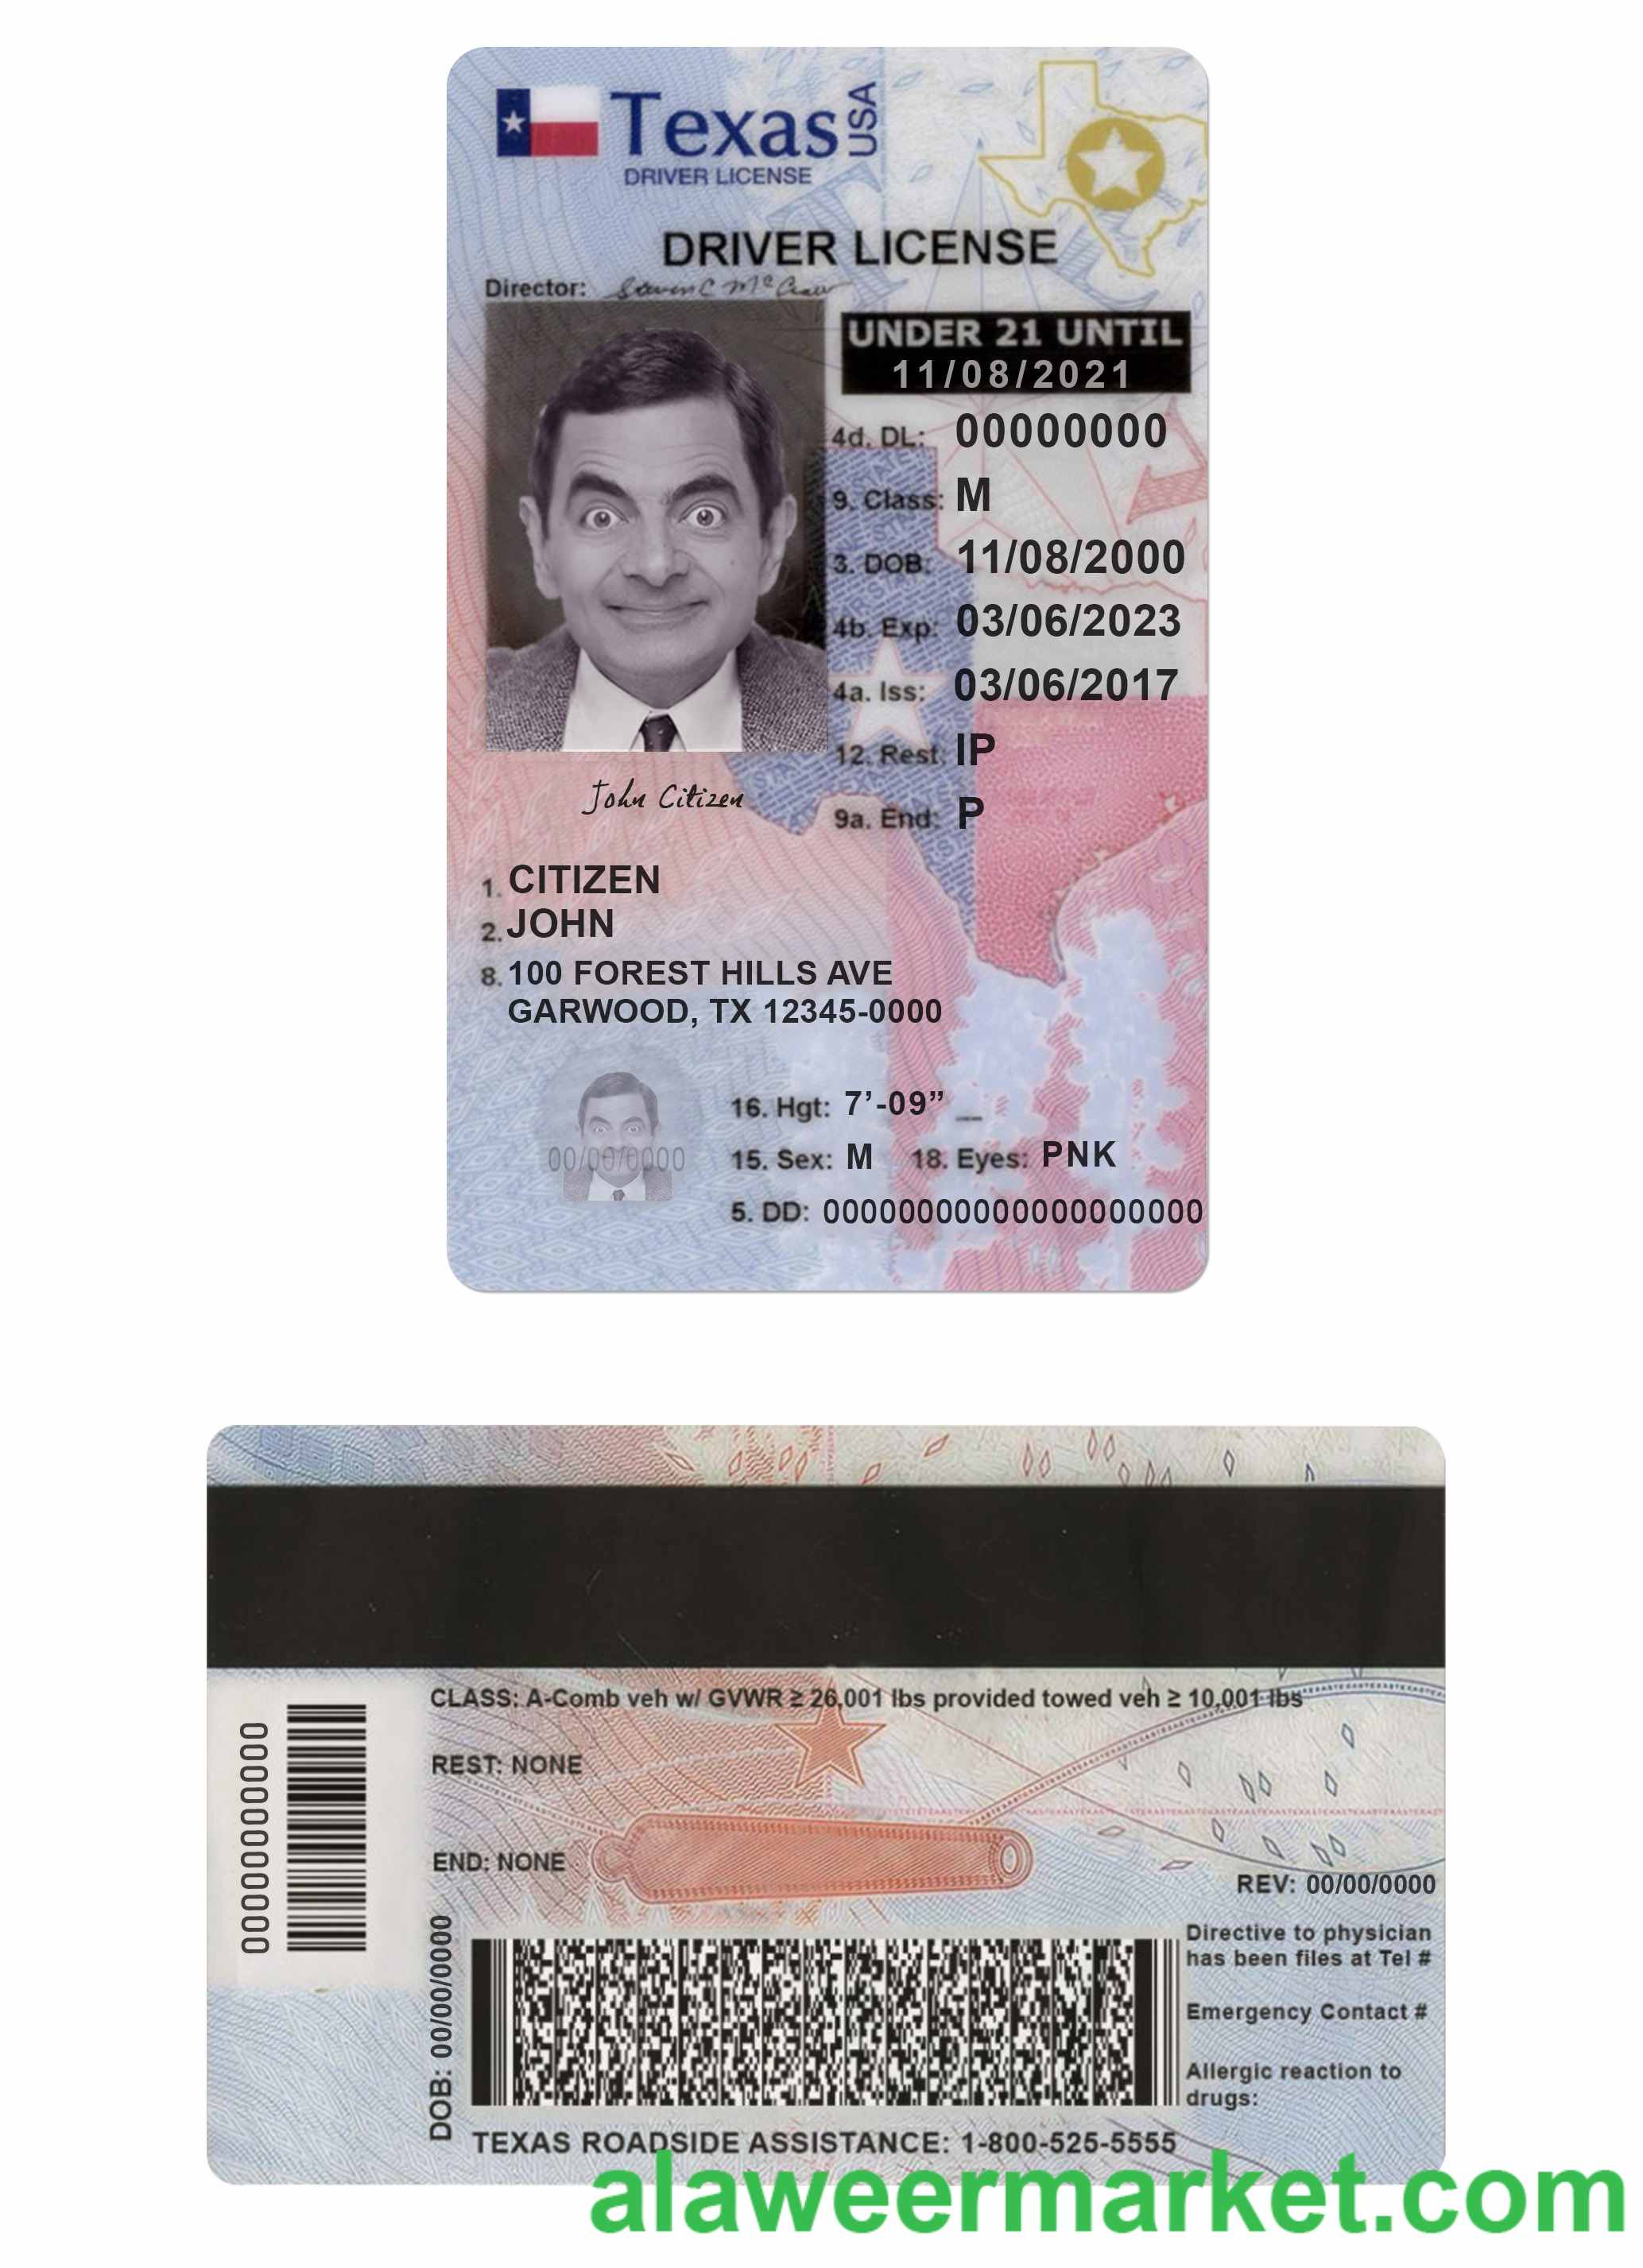 Texas USA
DRIVER LICENSE
DRIVER LICENSE
Director: Steven C McCraw
UNDER 21 UNTIL
11/08/2021
4d. DL: 00000000
9. Class: M
3. DOB: 11/08/2000
4b. Exp: 03/06/2023
4a. Iss: 03/06/2017
12. Rest: IP
9a. End: P
John Citizen
1. CITIZEN
2. JOHN
8. 100 FOREST HILLS AVE
GARWOOD, TX 12345-0000
00/00/0000
16. Hgt: 7’-09”
15. Sex: M 18. Eyes: PNK
5. DD: 00000000000000000000
CLASS: A-Comb veh w/ GVWR ≥ 26,001 lbs provided towed veh ≥ 10,001 lbs
REST: NONE
END: NONE
REV: 00/00/0000
000000000000
DOB: 00/00/0000
Directive to physician
has been files at Tel #
Emergency Contact #
Allergic reaction to
drugs:
TEXAS ROADSIDE ASSISTANCE: 1-800-525-5555
alaweermarket.com